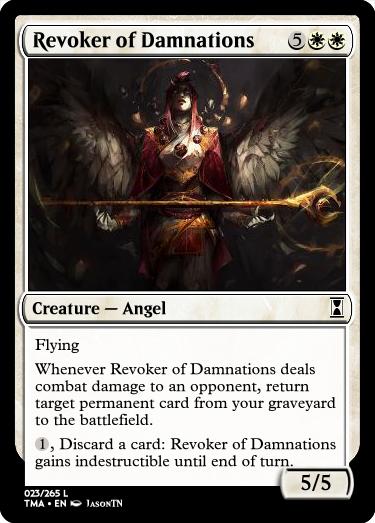 Revoker of Damnations 5
Creature — Angel
Flying
Whenever Revoker of Damnations deals
combat damage to an opponent, return
target permanent card from your graveyard
to the battlefield.
1, Discard a card: Revoker of Damnations
gains indestructible until end of turn.
5/5
023/265 L
TMA • EN JASONTN